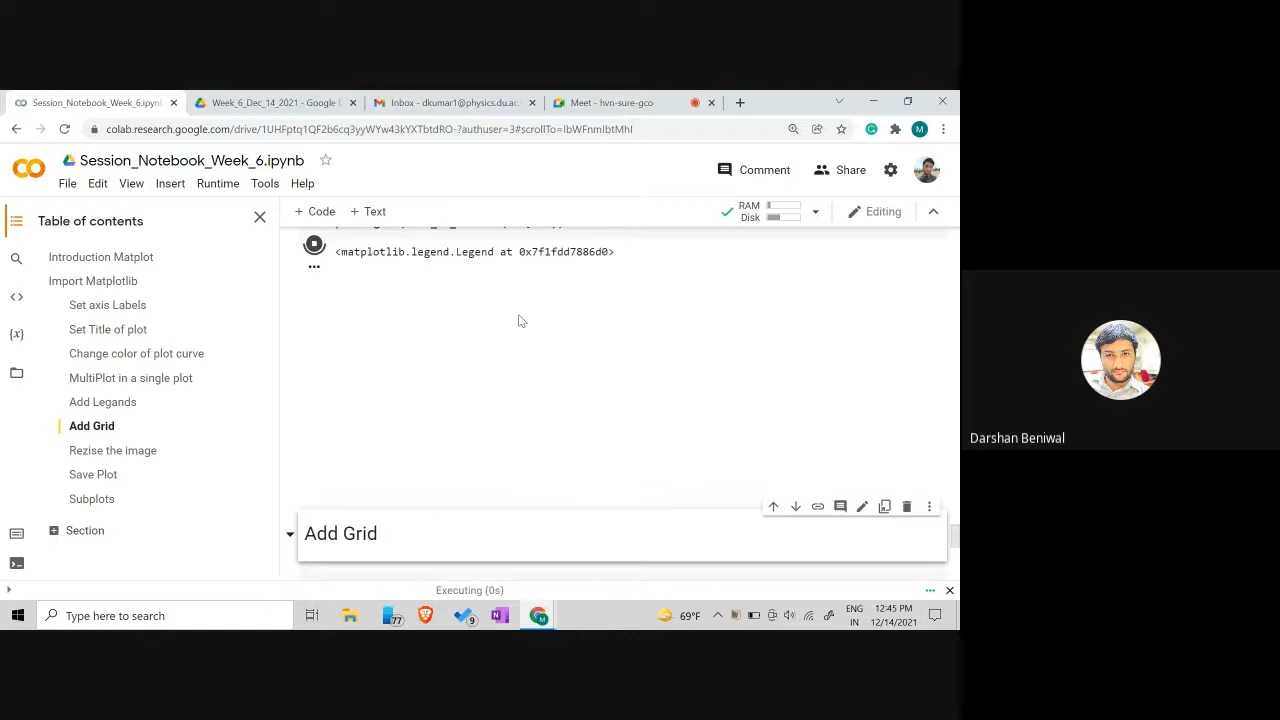 Session_Notebook_Week_6.ipynb
Week_6_Dec_14_2021 - Google D
Inbox - dkumar1@physics.du.ac.
Meet - hvn-sure-gco
colab.research.google.com/drive/1UHFptq1QF2b6cq3yyWYw43kYXTbtdRO-?authuser=3#scrollTo=IbWFnmIbtMhI
M
Session_Notebook_Week_6.ipynb
Comment
Share
File Edit View Insert Runtime Tools Help
Table of contents
+ Code + Text
RAM
Disk
Editing
Introduction Matplot
Import Matplotlib
Set axis Labels
Set Title of plot
Change color of plot curve
MultiPlot in a single plot
Add Legands
Add Grid
Rezise the image
Save Plot
Subplots
Section
<matplotlib.legend.Legend at 0x7f1fdd7886d0>
Add Grid
Executing (0s)
Type here to search
77
9
69°F
ENG
IN
12:45 PM
12/14/2021
Darshan Beniwal